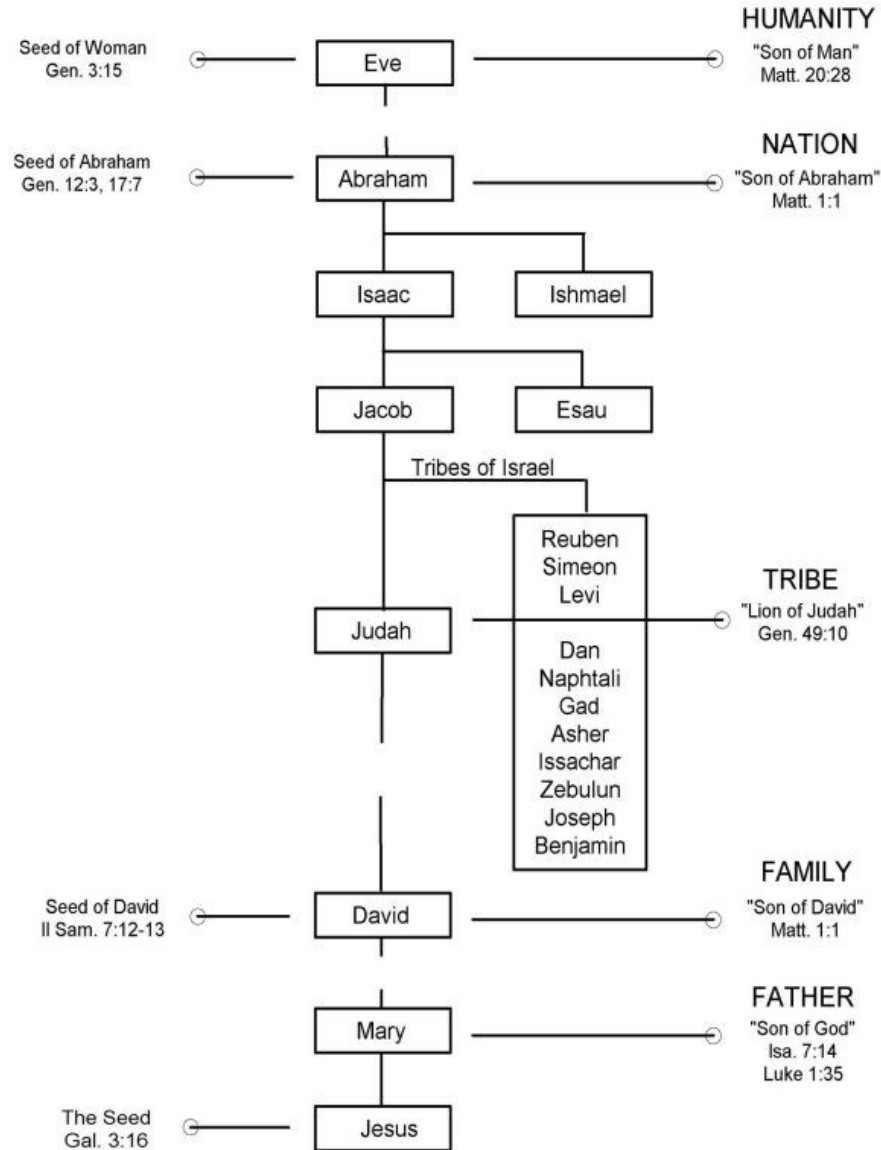 HUMANITY
Seed of Woman
Gen. 3:15
Eve
"Son of Man"
Matt. 20:28
NATION
Seed of Abraham
Gen. 12:3, 17:7
Abraham
"Son of Abraham"
Matt. 1:1
Isaac
Ishmael
Jacob
Esau
Tribes of Israel
Reuben
Simeon
Levi
TRIBE
Judah
"Lion of Judah"
Gen. 49:10
Dan
Naphtali
Gad
Asher
Issachar
Zebulun
Joseph
Benjamin
FAMILY
Seed of David
II Sam. 7:12-13
David
"Son of David"
Matt. 1:1
FATHER
Mary
"Son of God"
Isa. 7:14
Luke 1:35
The Seed
Gal. 3:16
Jesus